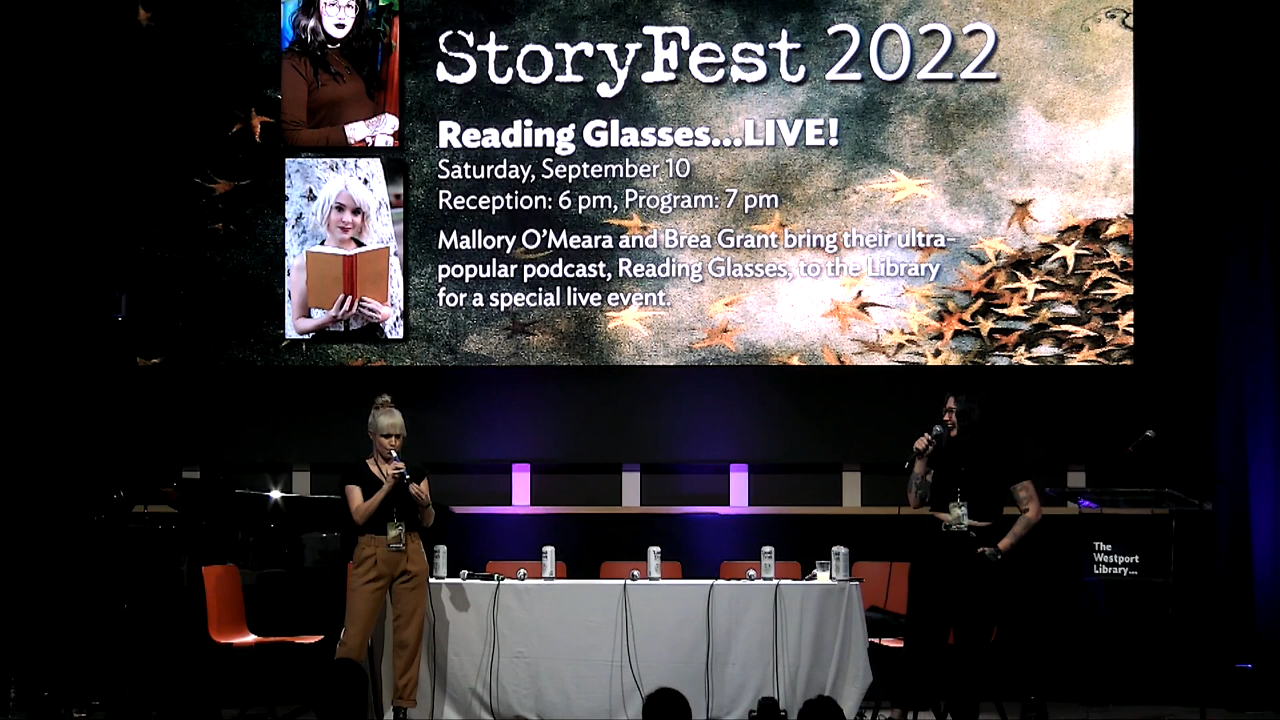 StoryFest 2022
Reading Glasses...LIVE!
Saturday, September 10
Reception: 6 pm, Program: 7 pm
Mallory O'Meara and Brea Grant bring their ultra-
popular podcast, Reading Glasses, to the Library
for a special live event.
The
Westport
Library...